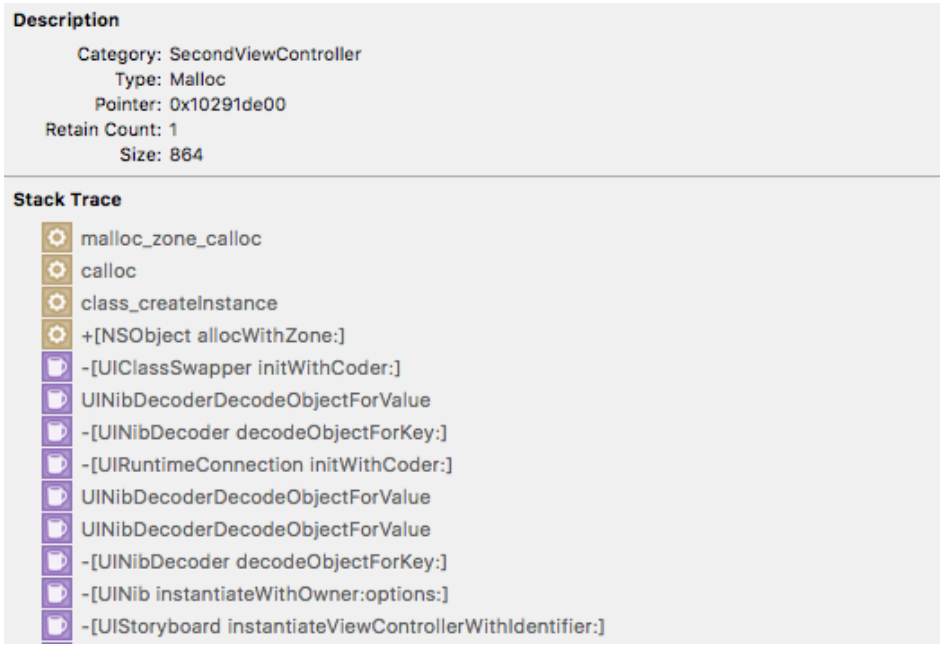 Description
Category: SecondViewController
Type: Malloc
Pointer: 0x10291de00
Retain Count: 1
Size: 864
Stack Trace
malloc_zone_calloc
calloc
class_createInstance
+[NSObject allocWithZone:]
-[UIClassSwapper initWithCoder:]
UINibDecoderDecodeObjectForValue
-[UINibDecoder decodeObjectForKey:]
-[UIRuntimeConnection initWithCoder:]
UINibDecoderDecodeObjectForValue
UINibDecoderDecodeObjectForValue
-[UINibDecoder decodeObjectForKey:]
-[UINib instantiateWithOwner:options:]
-[UIStoryboard instantiateViewControllerWithIdentifier:]